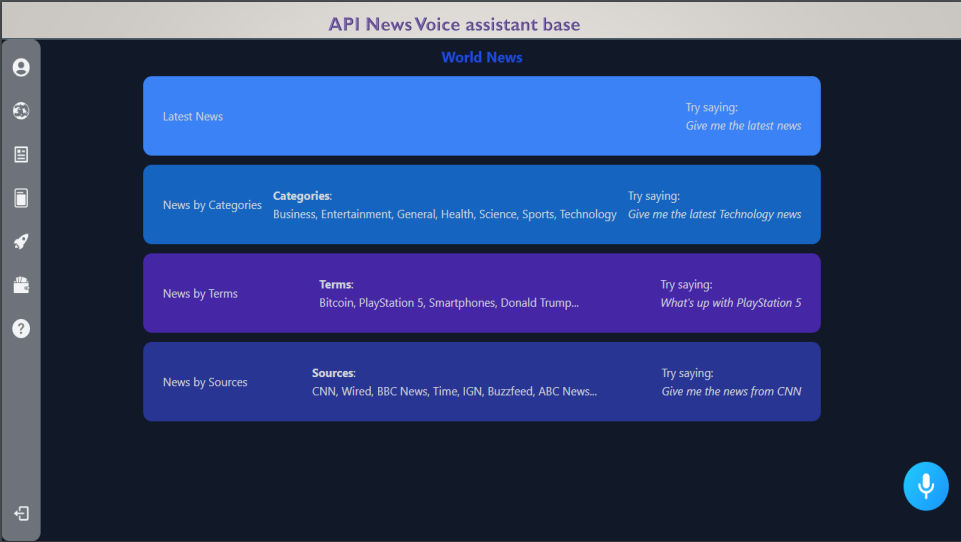 API News Voice assistant base
World News
Latest News
Try saying:
Give me the latest news
News by Categories
Categories:
Business, Entertainment, General, Health, Science, Sports, Technology
Try saying:
Give me the latest Technology news
News by Terms
Terms:
Bitcoin, PlayStation 5, Smartphones, Donald Trump...
Try saying:
What's up with PlayStation 5
News by Sources
Sources:
CNN, Wired, BBC News, Time, IGN, Buzzfeed, ABC News...
Try saying:
Give me the news from CNN